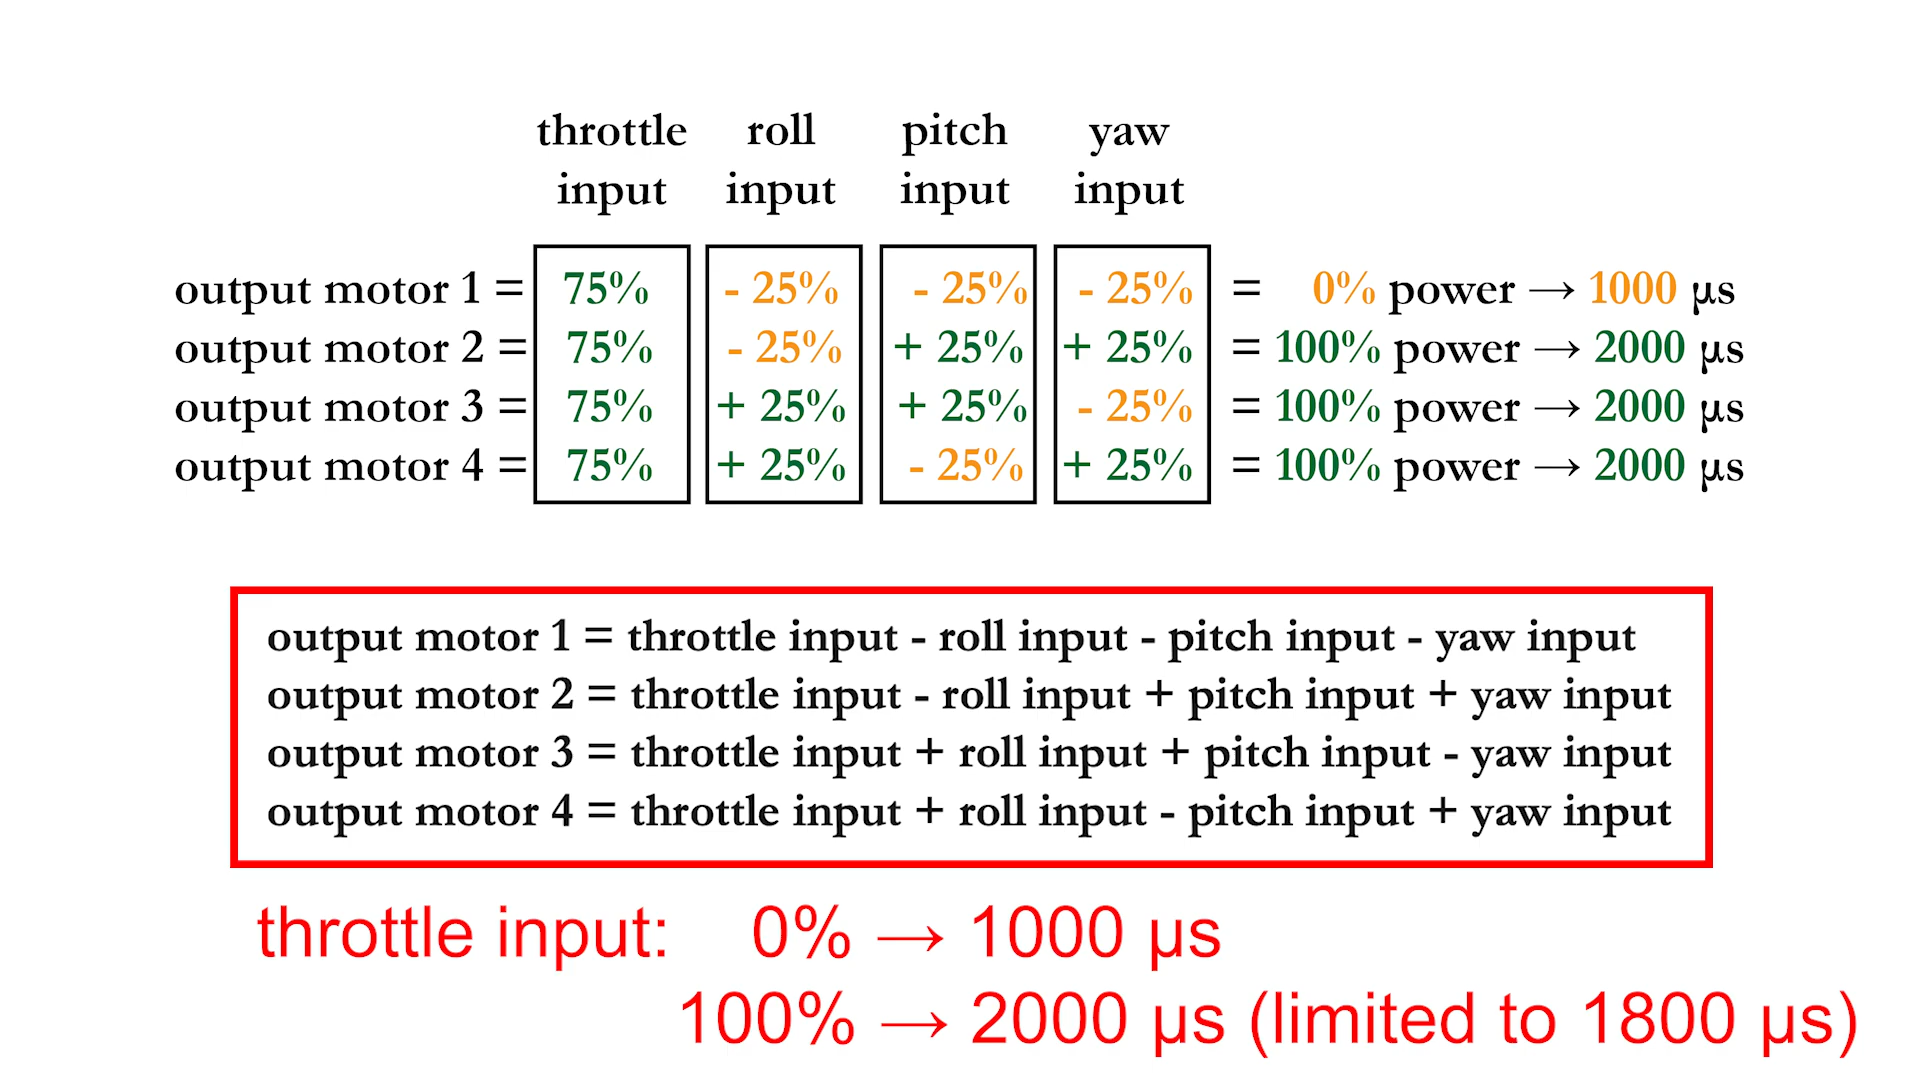 throttle roll pitch yaw
input input input input
output motor 1 = 75% - 25% - 25% - 25% = 0% power → 1000 µs
output motor 2 = 75% - 25% + 25% + 25% = 100% power → 2000 µs
output motor 3 = 75% + 25% + 25% - 25% = 100% power → 2000 µs
output motor 4 = 75% + 25% - 25% + 25% = 100% power → 2000 µs
output motor 1 = throttle input - roll input - pitch input - yaw input
output motor 2 = throttle input - roll input + pitch input + yaw input
output motor 3 = throttle input + roll input + pitch input - yaw input
output motor 4 = throttle input + roll input - pitch input + yaw input
throttle input: 0% → 1000 µs
100% → 2000 µs (limited to 1800 µs)